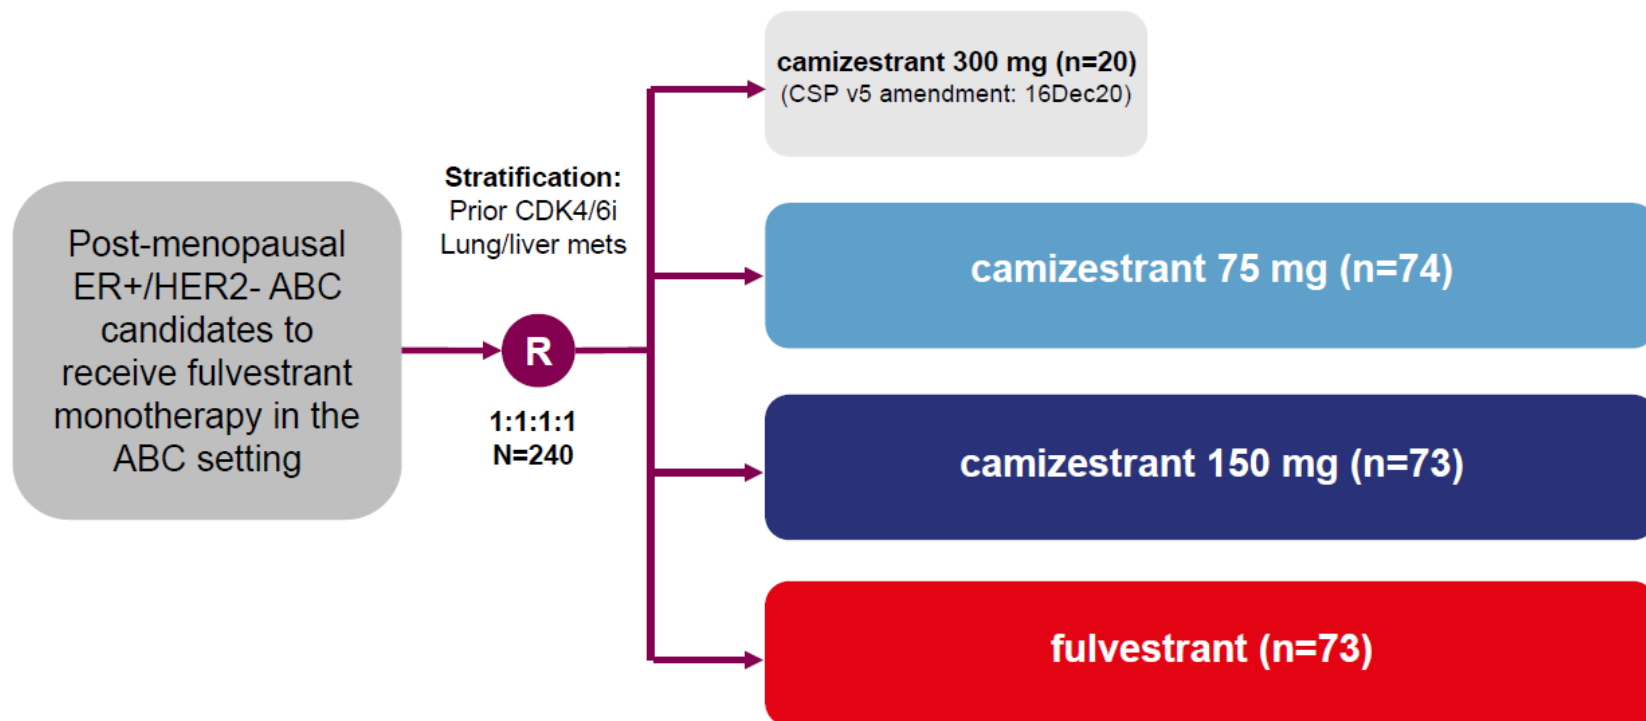 Post-menopausal
ER+/HER2- ABC
candidates to
receive fulvestrant
monotherapy in the
ABC setting
Stratification:
Prior CDK4/6i
Lung/liver mets
R
1:1:1:1
N=240
camizestrant 300 mg (n=20)
(CSP v5 amendment: 16Dec20)
camizestrant 75 mg (n=74)
camizestrant 150 mg (n=73)
fulvestrant (n=73)